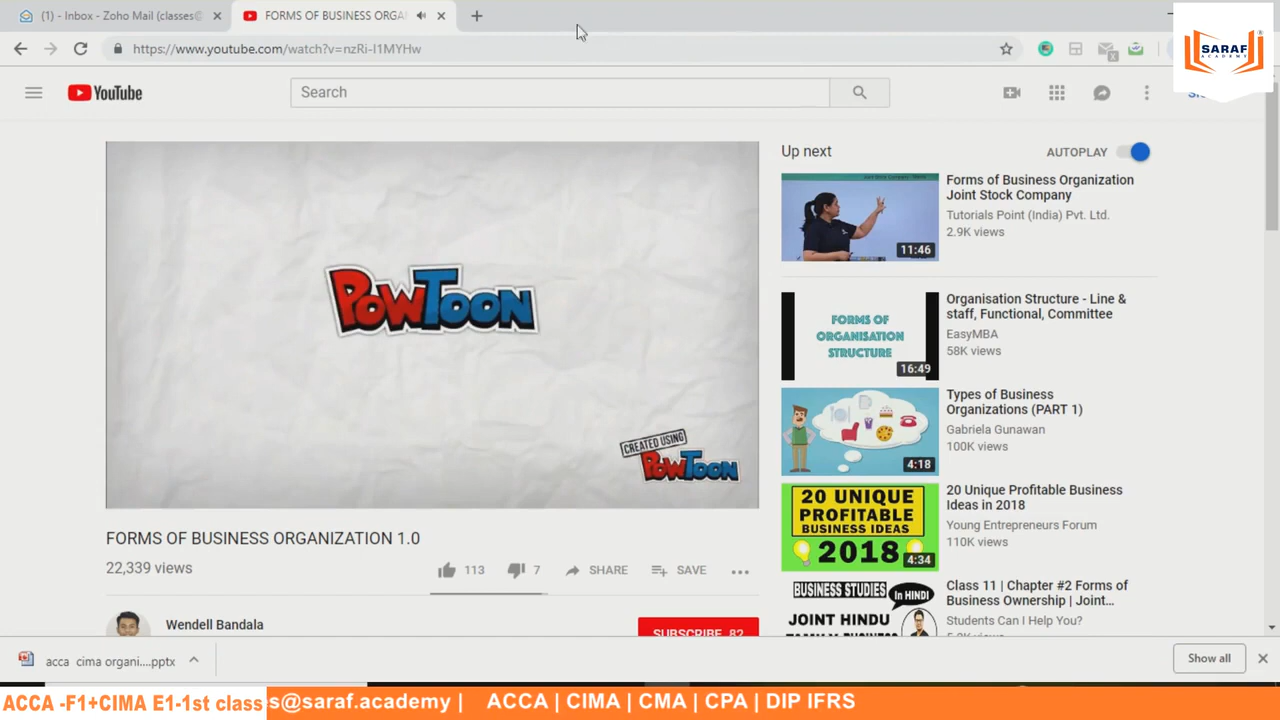 (1) - Inbox - Zoho Mail (classes@
FORMS OF BUSINESS ORGAN
https://www.youtube.com/watch?v=nzRi-I1MYHw
SARAF
ACADEMY
YouTube
Search
POWTOON
CREATED USING
POWTOON
FORMS OF BUSINESS ORGANIZATION 1.0
22,339 views
113
7
SHARE
SAVE
Wendell Bandala
SUBSCRIBE 82
Up next
AUTOPLAY
11:46
Forms of Business Organization
Joint Stock Company
Tutorials Point (India) Pvt. Ltd.
2.9K views
FORMS OF
ORGANISATION
STRUCTURE
16:49
Organisation Structure - Line &
staff, Functional, Committee
EasyMBA
58K views
4:18
Types of Business
Organizations (PART 1)
Gabriela Gunawan
100K views
20 UNIQUE
PROFITABLE
BUSINESS IDEAS
2018
4:34
20 Unique Profitable Business
Ideas in 2018
Young Entrepreneurs Forum
110K views
BUSINESS STUDIES
In HINDI
JOINT HINDU
Class 11 | Chapter #2 Forms of
Business Ownership | Joint...
Students Can I Help You?
acca cima organi....pptx
Show all
ACCA -F1+CIMA E1-1st class
s@saraf.academy | ACCA | CIMA | CMA | CPA | DIP IFRS